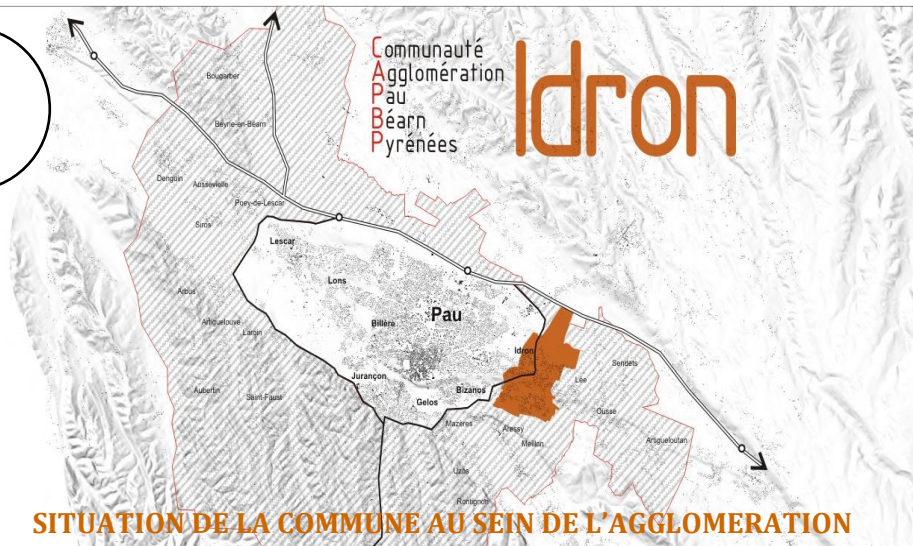 Communauté
Agglomération
Pau
Béarn
Pyrénées
Idron
Bougarber
Beyrie-en-Béarn
Denguin
Aussevielle
Poey-de-Lescar
Siros
Lescar
Lons
Pau
Arbus
Artiguelouve
Billère
Laroin
Idron
Sendets
Lée
Jurançon
Aubertin
Saint-Faust
Bizanos
Gelos
Ousse
Mazères
Aressy
Meillon
Artigueloutan
Uzos
Rontignon
SITUATION DE LA COMMUNE AU SEIN DE L'AGGLOMERATION